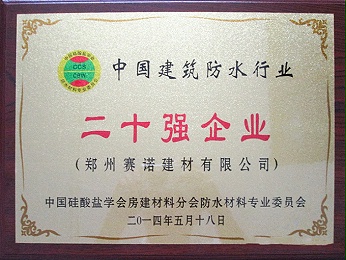 CCS
CBW
中国建筑防水行业
二十强企业
(郑州赛诺建材有限公司)
中国硅酸盐学会房建材料分会防水材料专业委员会
二〇一四年五月十八日